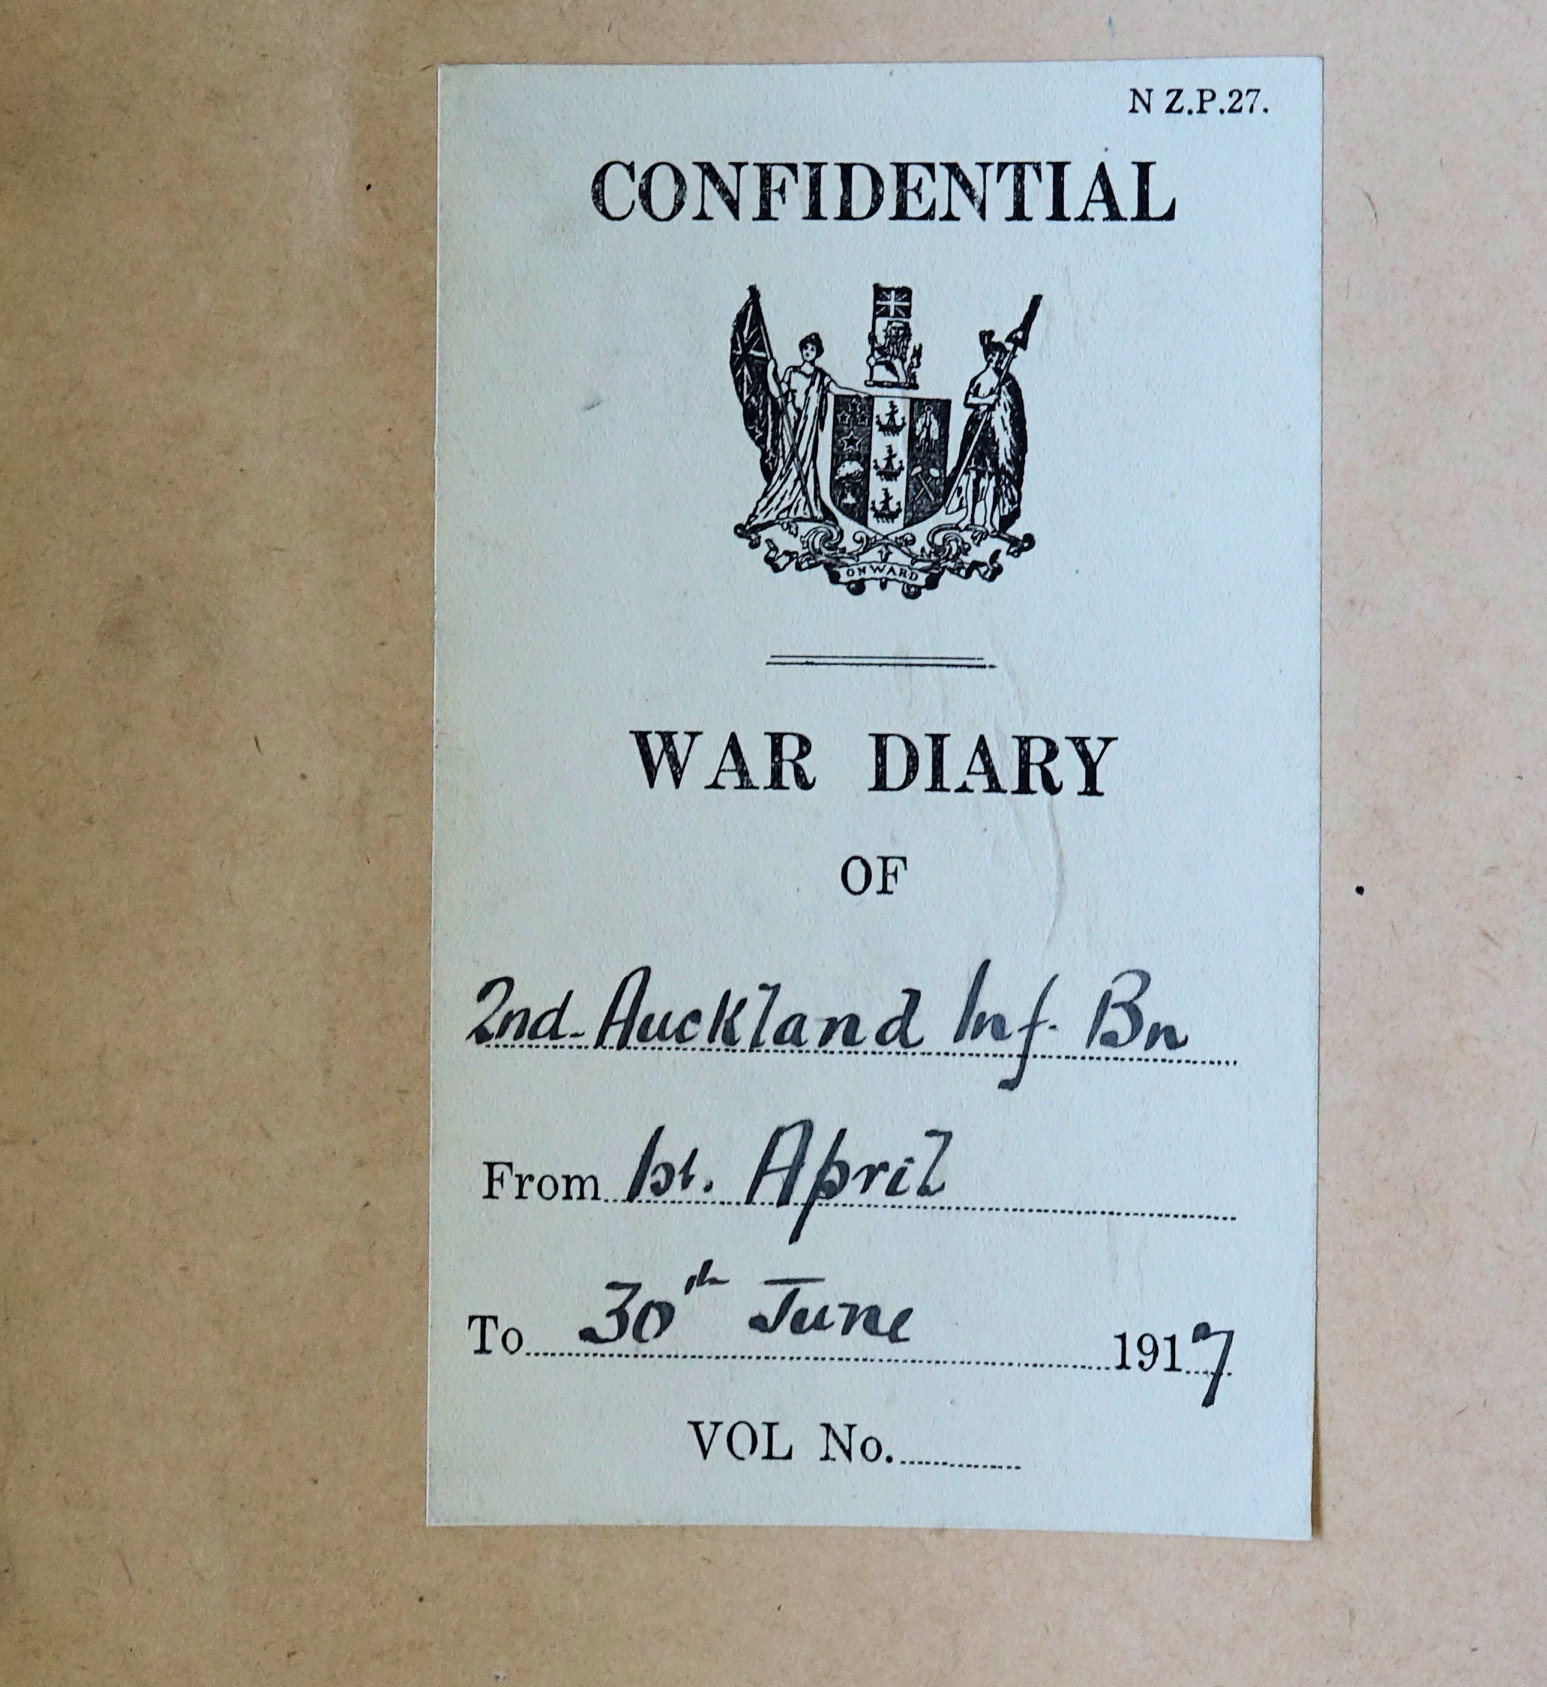 N Z.P.27.
CONFIDENTIAL
ONWARD
WAR DIARY
OF
2nd. Auckland Inf. Bn
From 1st. April
To 30th June 1917
VOL No.